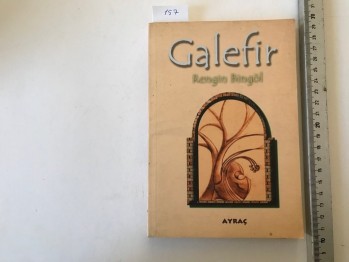 157
Galefir
Rengin Bingöl
AYRAÇ